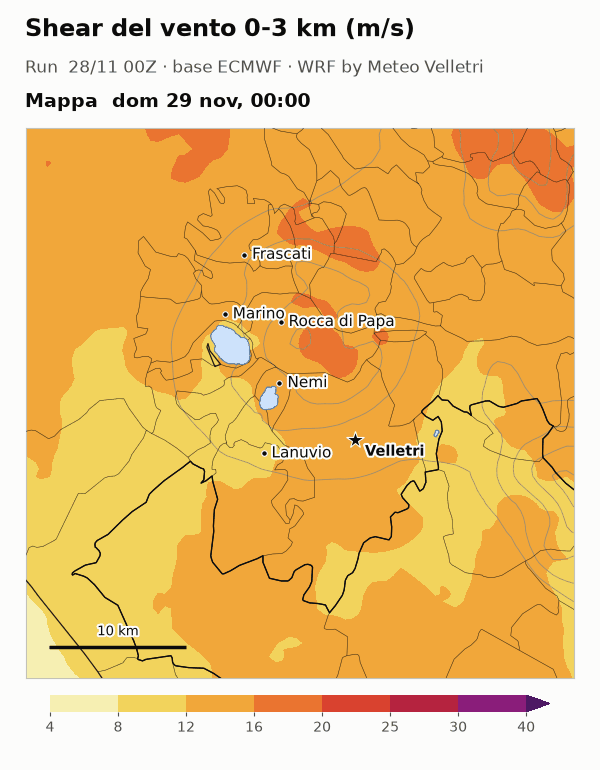 Shear del vento 0-3 km (m/s)
Run  28/11 00Z · base ECMWF · WRF by Meteo Velletri
Mappa  dom 29 nov, 00:00
Frascati
Marino
Rocca di Papa
Nemi
Velletri
Lanuvio
10 km
4 8 12 16 20 25 30 40